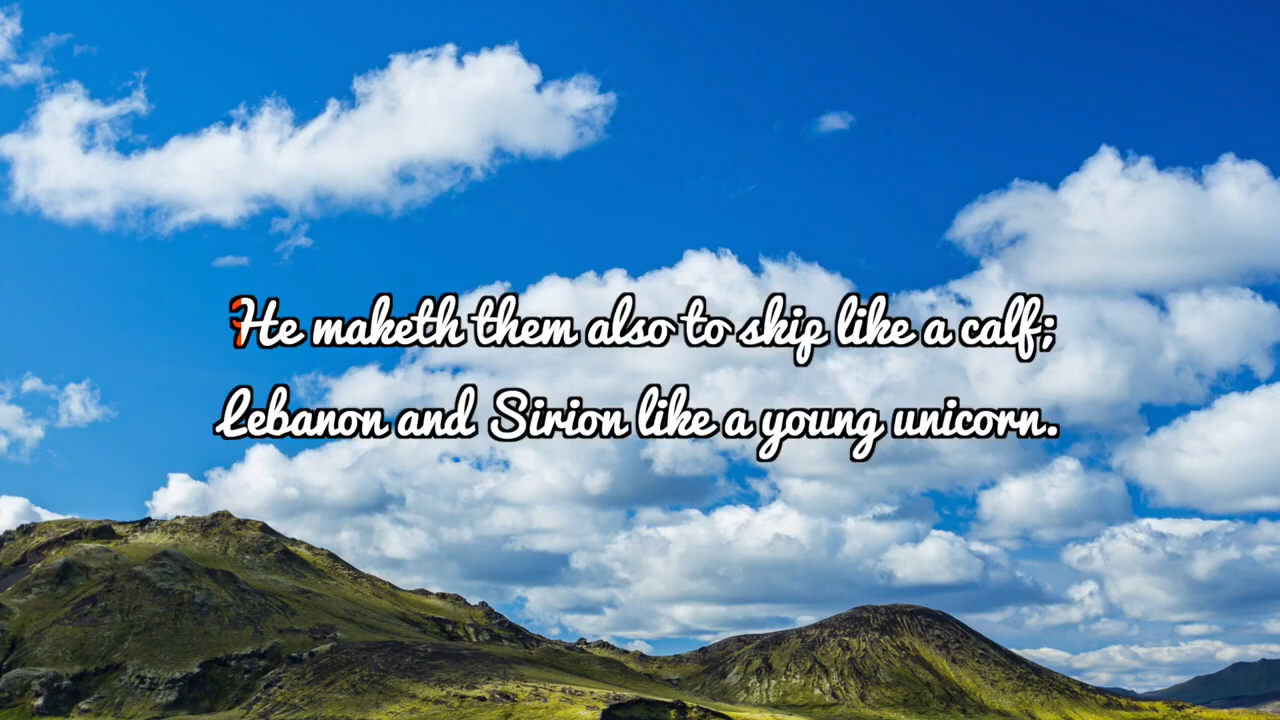 He maketh them also to skip like a calf;
Lebanon and Sirion like a young unicorn.